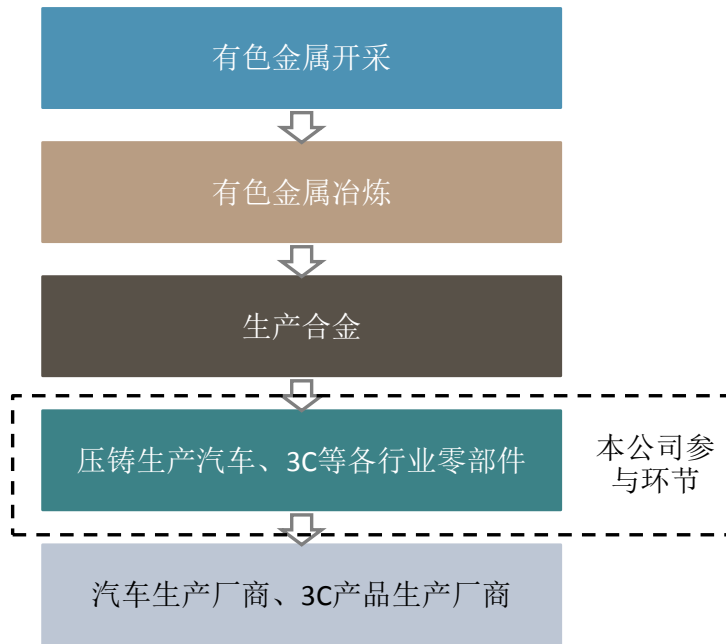 有色金属开采
有色金属冶炼
生产合金
压铸生产汽车、3C等各行业零部件
本公司参
与环节
汽车生产厂商、3C产品生产厂商